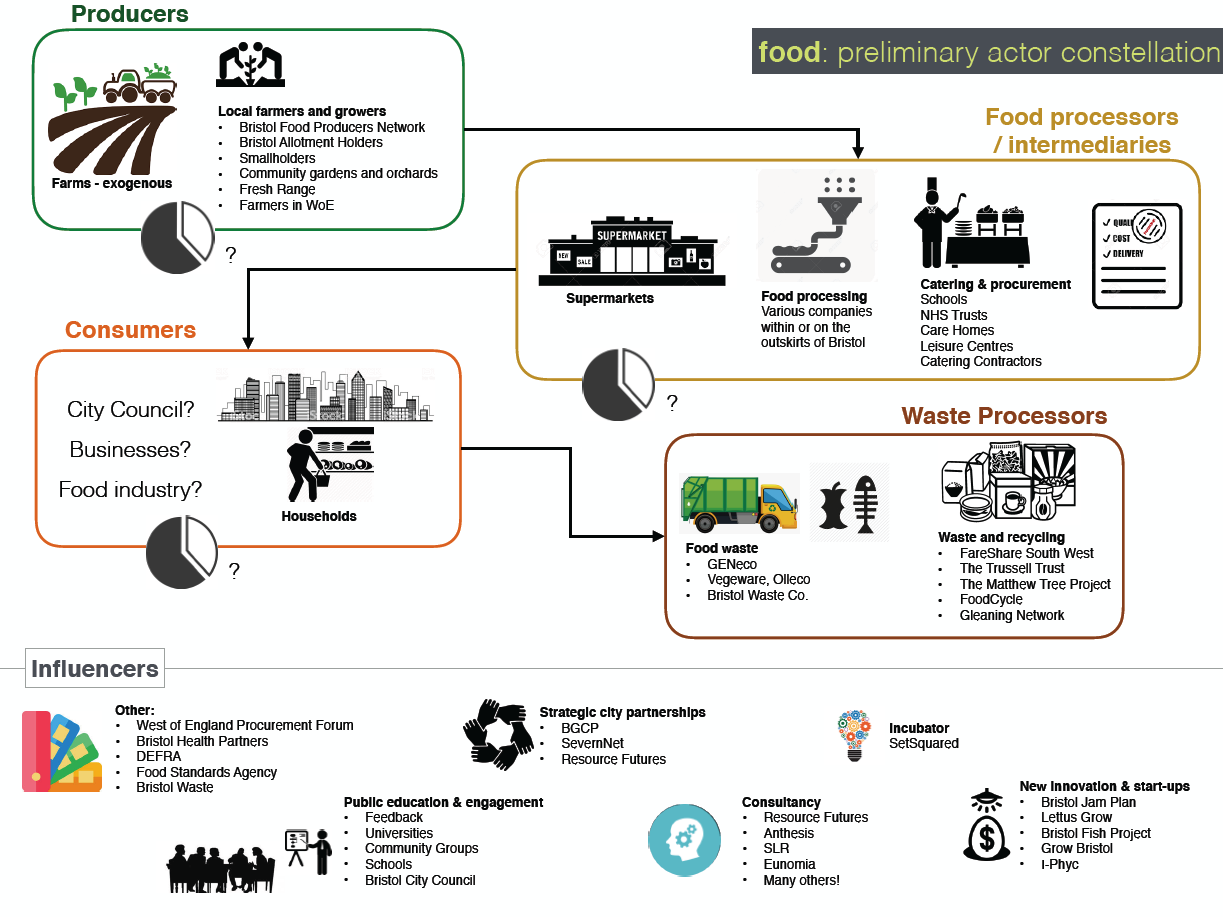 Producers
food: preliminary actor constellation
Local farmers and growers
• Bristol Food Producers Network
• Bristol Allotment Holders
• Smallholders
• Community gardens and orchards
• Fresh Range
• Farmers in WoE
Farms - exogenous
?
Food processors
/ intermediaries
SUPERMARKET
NEW
SALE
Supermarkets
Food processing
Various companies
within or on the
outskirts of Bristol
Catering & procurement
Schools
NHS Trusts
Care Homes
Leisure Centres
Catering Contractors
COST
DELIVERY
?
Consumers
City Council?
Businesses?
Food industry?
Households
?
Waste Processors
Food waste
• GENeco
• Vegeware, Olleco
• Bristol Waste Co.
Waste and recycling
• FareShare South West
• The Trussell Trust
• The Matthew Tree Project
• FoodCycle
• Gleaning Network
Influencers
Other:
• West of England Procurement Forum
• Bristol Health Partners
• DEFRA
• Food Standards Agency
• Bristol Waste
Strategic city partnerships
• BGCP
• SevernNet
• Resource Futures
Incubator
SetSquared
Public education & engagement
• Feedback
• Universities
• Community Groups
• Schools
• Bristol City Council
Consultancy
• Resource Futures
• Anthesis
• SLR
• Eunomia
• Many others!
New innovation & start-ups
• Bristol Jam Plan
• Lettus Grow
• Bristol Fish Project
• Grow Bristol
• I-Phyc
$